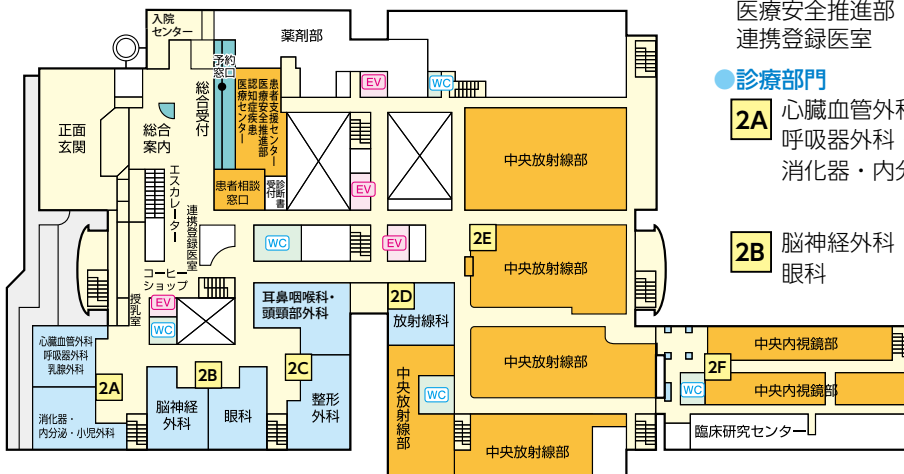 医療安全推進部
連携登録医室
●診療部門
2A
心臓血管外科
呼吸器外科
消化器・内分
2B
脳神経外科
眼科
入院
センター
薬剤部
予約
窓口
総合受付
医療センター
認知症疾患
医療安全推進部
患者支援センター
EV
WC
正面
玄関
総合
案内
中央放射線部
患者相談
窓口
診断書
受付
EV
エスカレーター
連携登録医室
WC
EV
2E
中央放射線部
コーヒー
ショップ
授乳室
EV
WC
耳鼻咽喉科・
頭頸部外科
2D
放射線科
心臓血管外科
呼吸器外科
乳腺外科
2A
2B
2C
中央放射線部
中央放射線部
WC
2F
WC
中央内視鏡部
中央内視鏡部
消化器・
内分泌・小児外科
脳神経
外科
眼科
整形
外科
中央放射線部
臨床研究センター